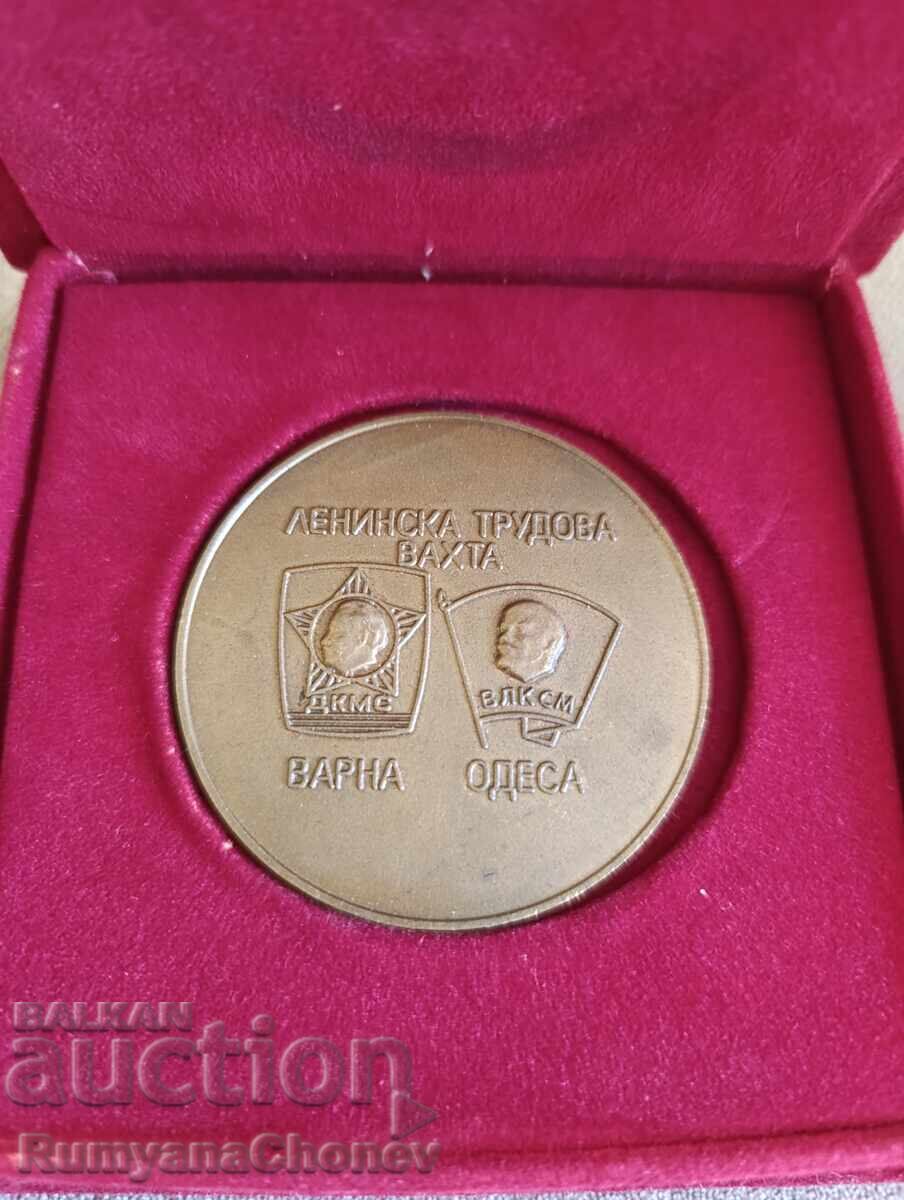 ЛЕНИНСКА ТРУДОВА
ВАХТА
ДКМС ВЛКСМ
ВАРНА ОДЕСА
BALKAN
auction
RumyanaChonev